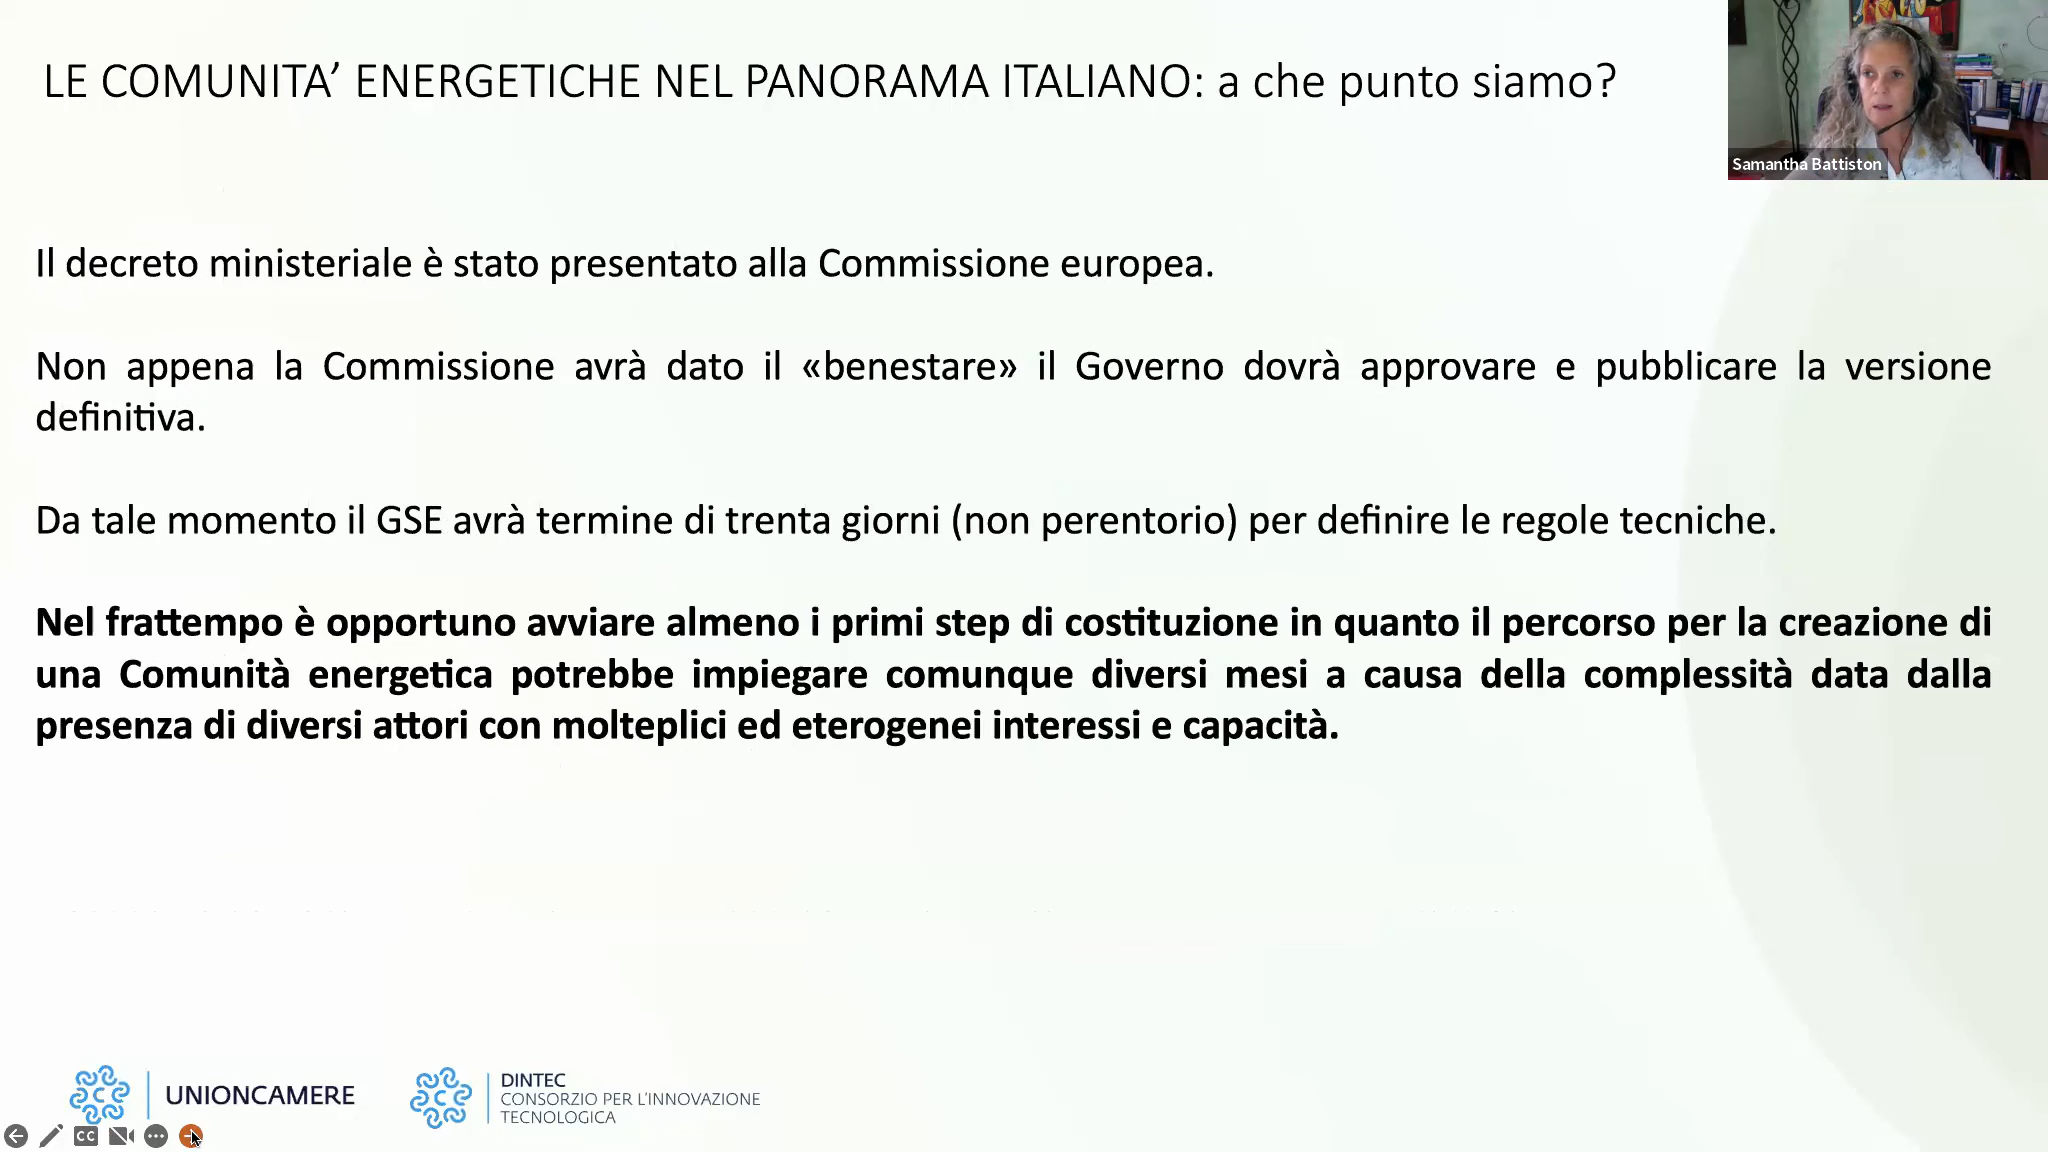 LE COMUNITA’ ENERGETICHE NEL PANORAMA ITALIANO: a che punto siamo?
Samantha Battiston
Il decreto ministeriale è stato presentato alla Commissione europea.
Non appena la Commissione avrà dato il «benestare» il Governo dovrà approvare e pubblicare la versione
definitiva.
Da tale momento il GSE avrà termine di trenta giorni (non perentorio) per definire le regole tecniche.
Nel frattempo è opportuno avviare almeno i primi step di costituzione in quanto il percorso per la creazione di
una Comunità energetica potrebbe impiegare comunque diversi mesi a causa della complessità data dalla
presenza di diversi attori con molteplici ed eterogenei interessi e capacità.
UNIONCAMERE
DINTEC
CONSORZIO PER L'INNOVAZIONE
TECNOLOGICA
CC